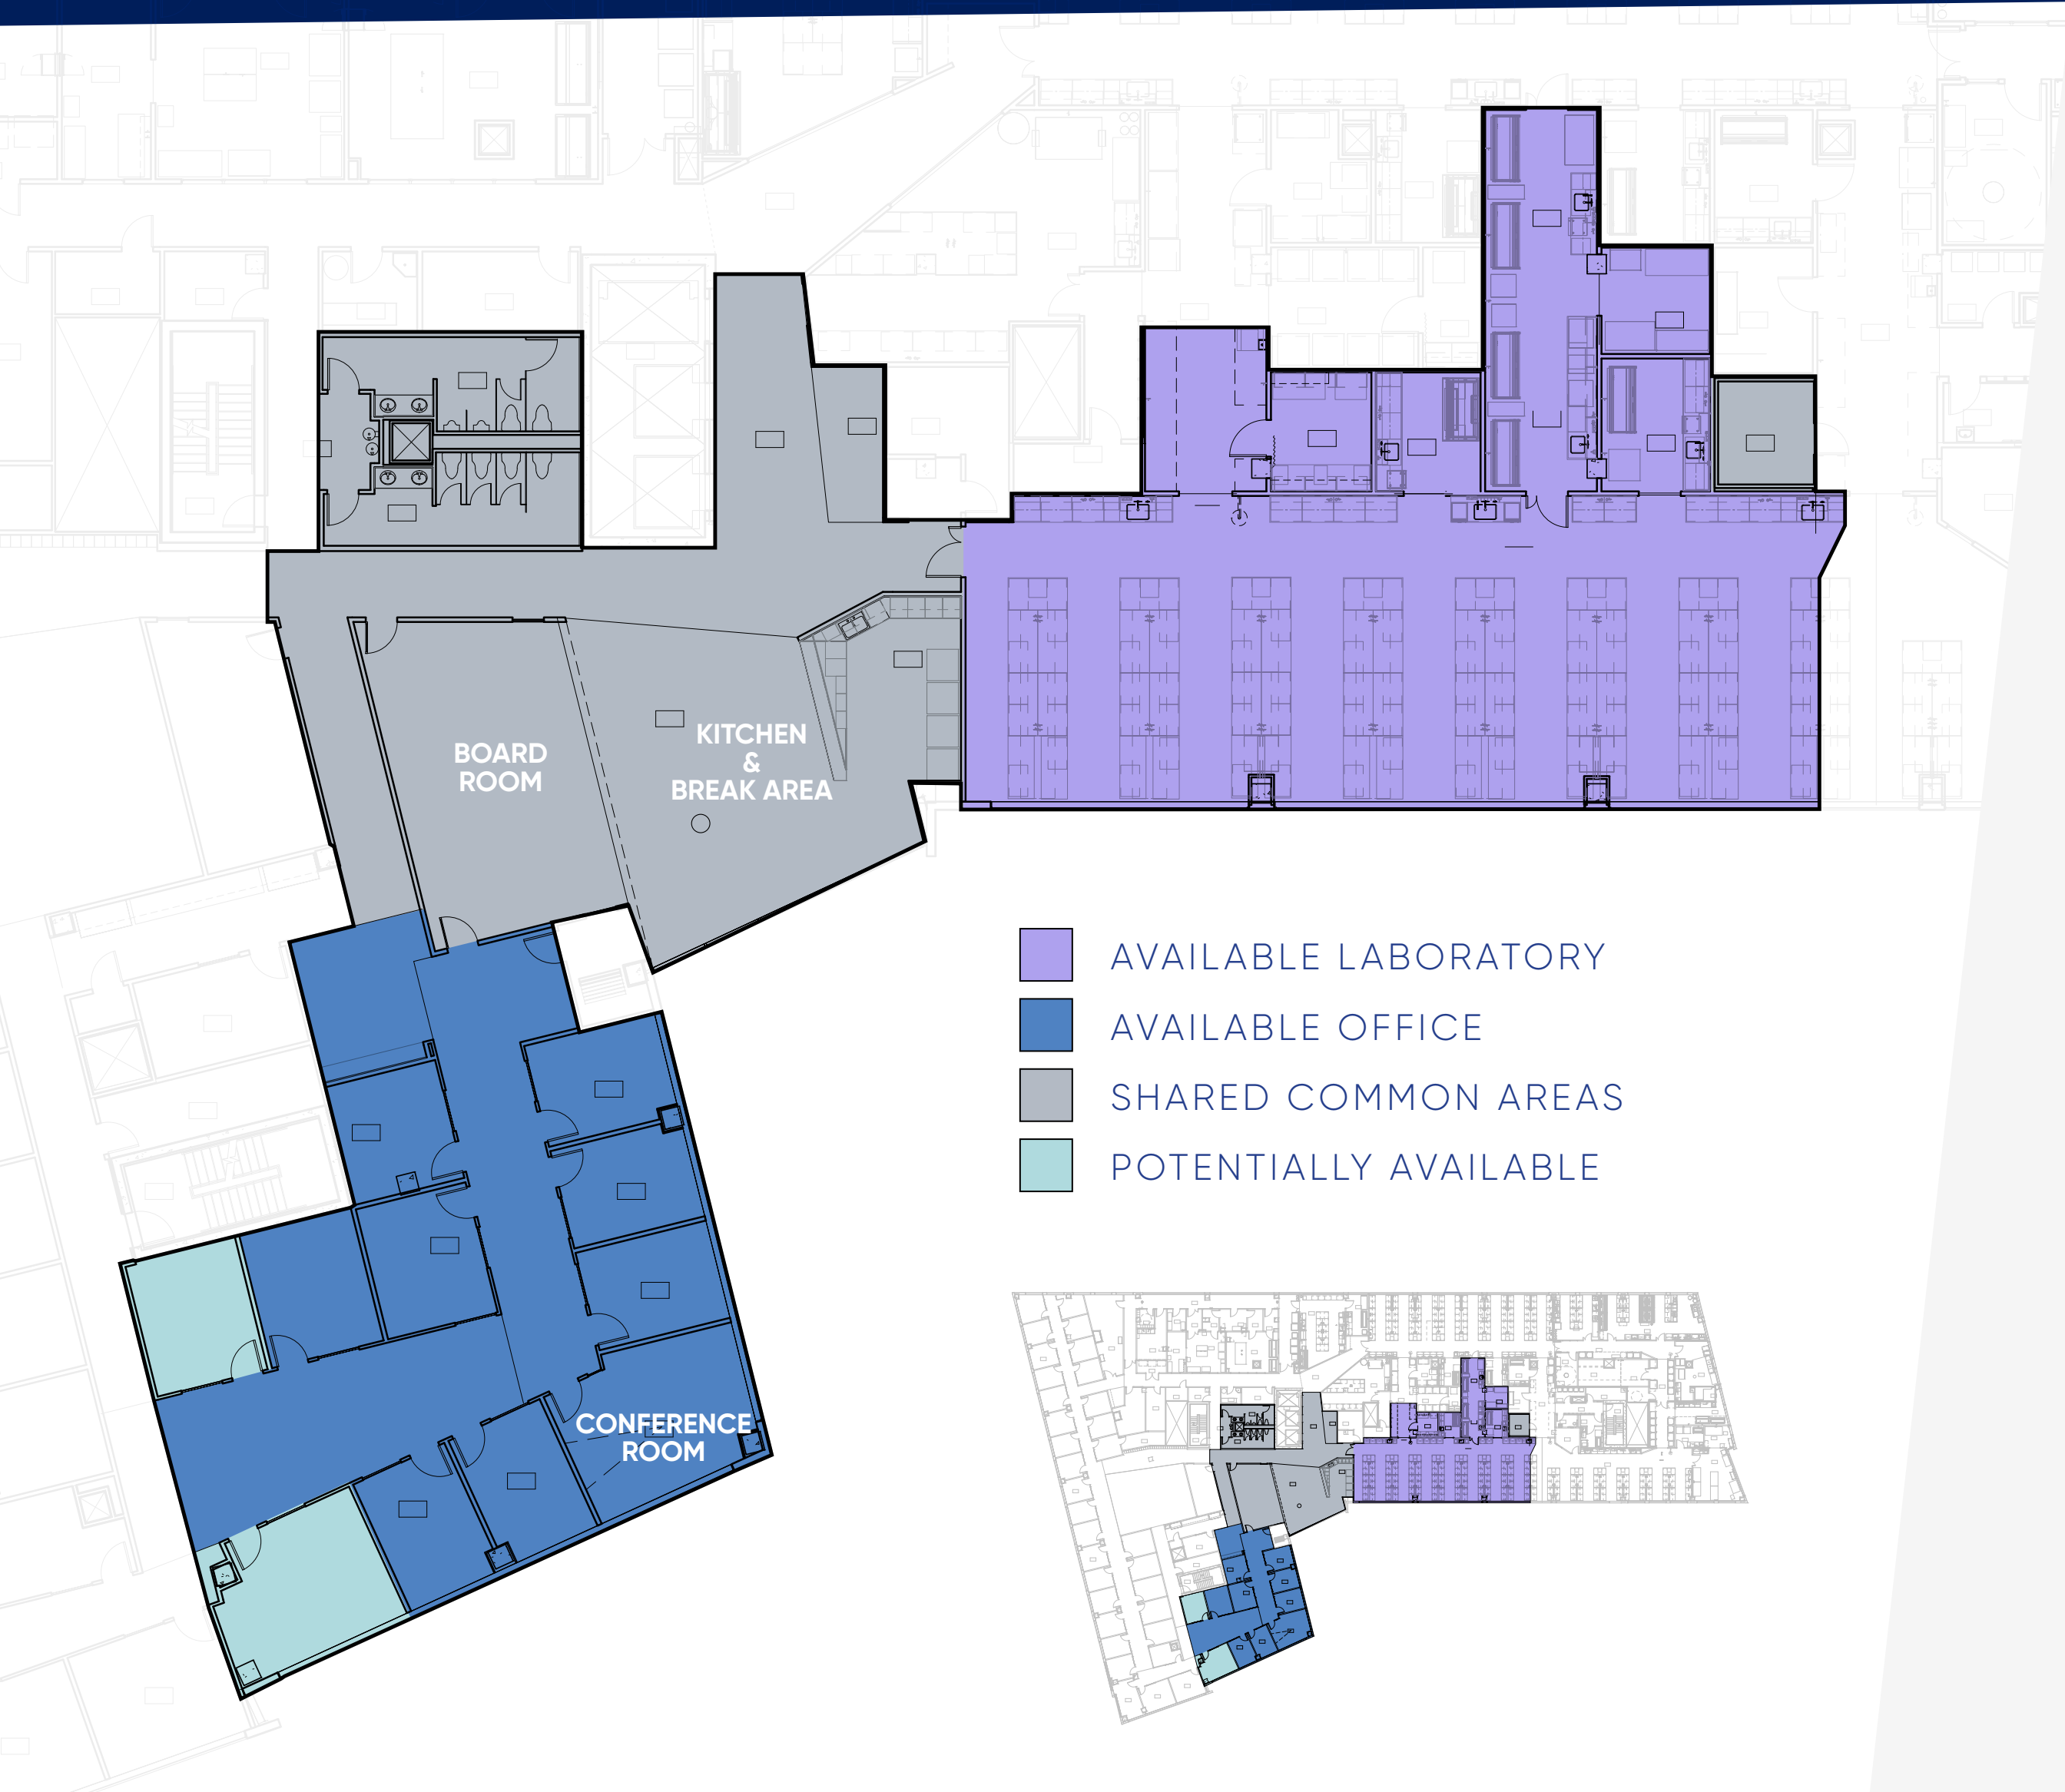 BOARD
ROOM
KITCHEN
&
BREAK AREA
AVAILABLE LABORATORY
AVAILABLE OFFICE
SHARED COMMON AREAS
POTENTIALLY AVAILABLE
CONFERENCE
ROOM